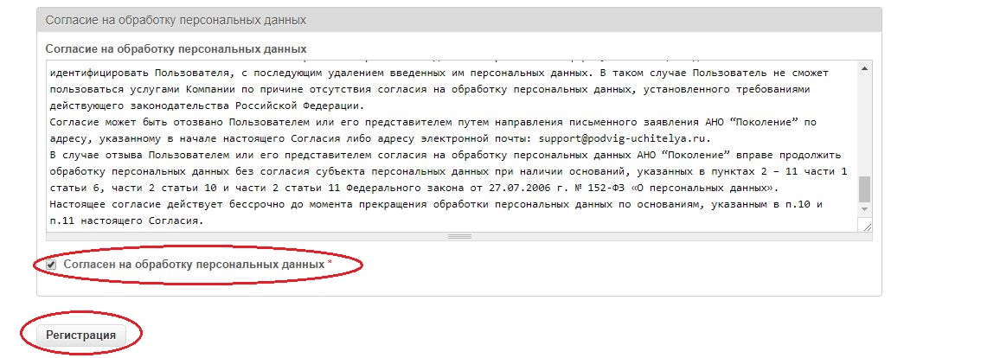 Согласие на обработку персональных данных
Согласие на обработку персональных данных
идентифицировать Пользователя, с последующим удалением введенных им персональных данных. В таком случае Пользователь не сможет
пользоваться услугами Компании по причине отсутствия согласия на обработку персональных данных, установленного требованиями
действующего законодательства Российской Федерации.
Согласие может быть отозвано Пользователем или его представителем путем направления письменного заявления АНО “Поколение” по
адресу, указанному в начале настоящего Согласия либо адресу электронной почты: support@podvig-uchitelya.ru.
В случае отзыва Пользователем или его представителем согласия на обработку персональных данных АНО “Поколение” вправе продолжить
обработку персональных данных без согласия субъекта персональных данных при наличии оснований, указанных в пунктах 2 – 11 части 1
статьи 6, части 2 статьи 10 и части 2 статьи 11 Федерального закона от 27.07.2006 г. № 152-ФЗ «О персональных данных».
Настоящее согласие действует бессрочно до момента прекращения обработки персональных данных по основаниям, указанным в п.10 и
п.11 настоящего Согласия.
Согласен на обработку персональных данных *
Регистрация